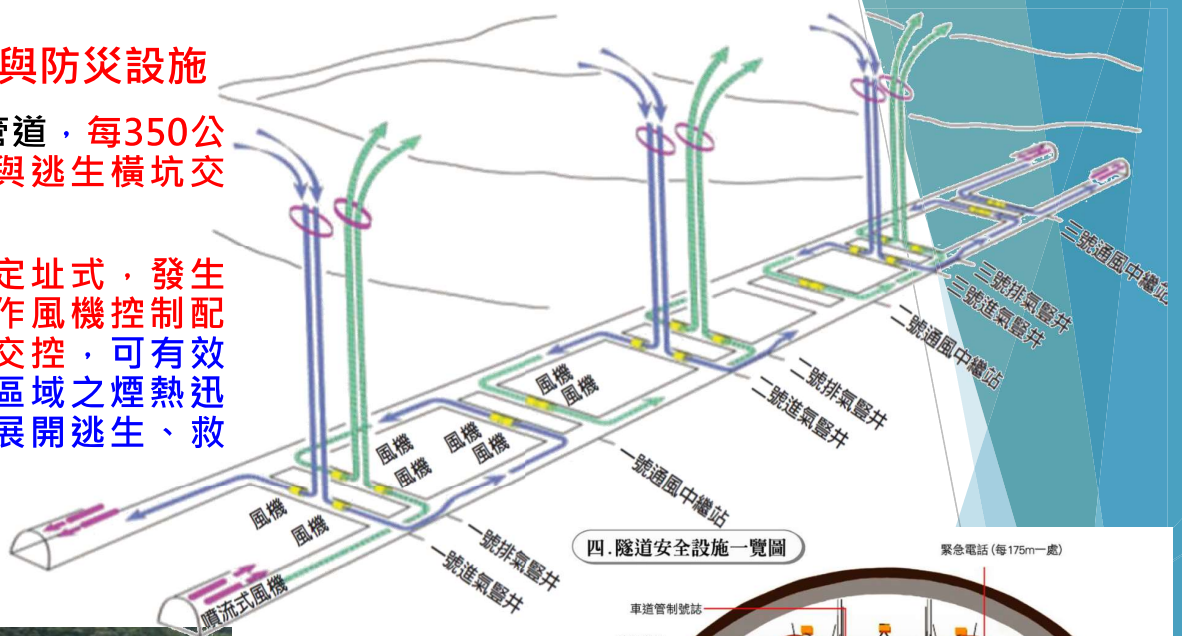 與防災設施
管道，每350公
與逃生橫坑交
定址式，發生
作風機控制配
交控，可有效
區域之煙熱迅
展開逃生、救
三號通風中繼站
三號排氣豎井
三號進氣豎井
二號通風中繼站
二號排氣豎井
二號進氣豎井
一號通風中繼站
一號排氣豎井
一號進氣豎井
風機
風機
風機
風機
風機
風機
風機
風機
噴流式風機
四.隧道安全設施一覽圖
緊急電話(每175m一處)
車道管制號誌